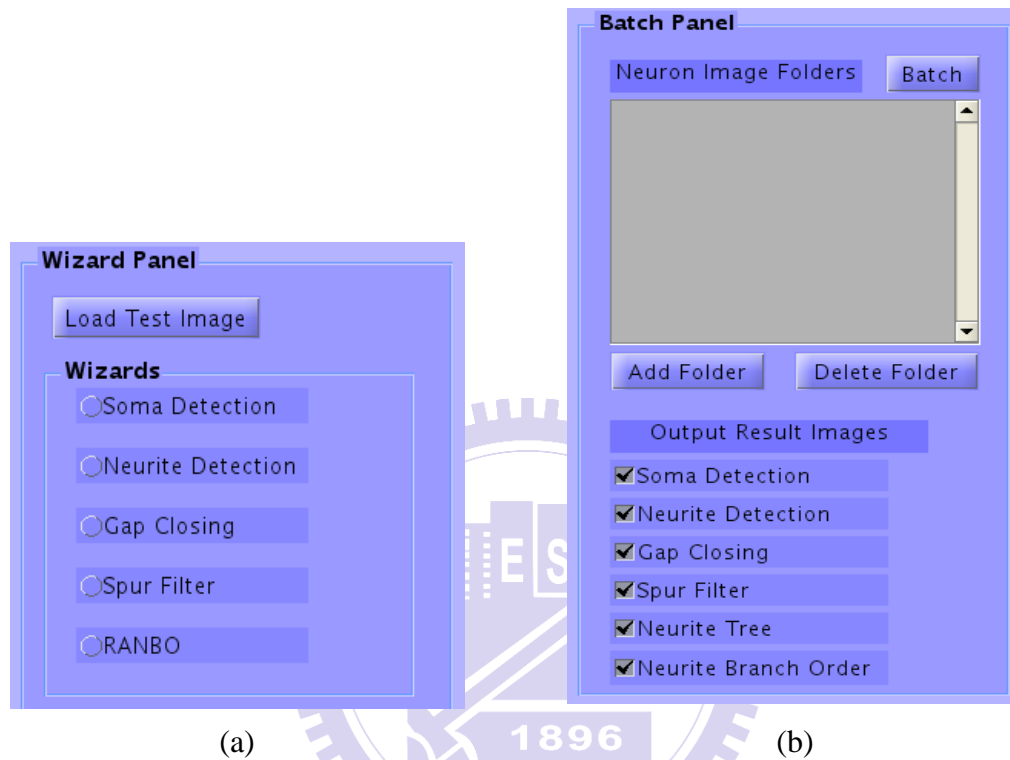 Wizard Panel
Load Test Image
Wizards
Soma Detection
Neurite Detection
Gap Closing
Spur Filter
RANBO
(a)
Batch Panel
Neuron Image Folders
Batch
Add Folder
Delete Folder
Output Result Images
Soma Detection
Neurite Detection
Gap Closing
Spur Filter
Neurite Tree
Neurite Branch Order
(b)
ES
1896